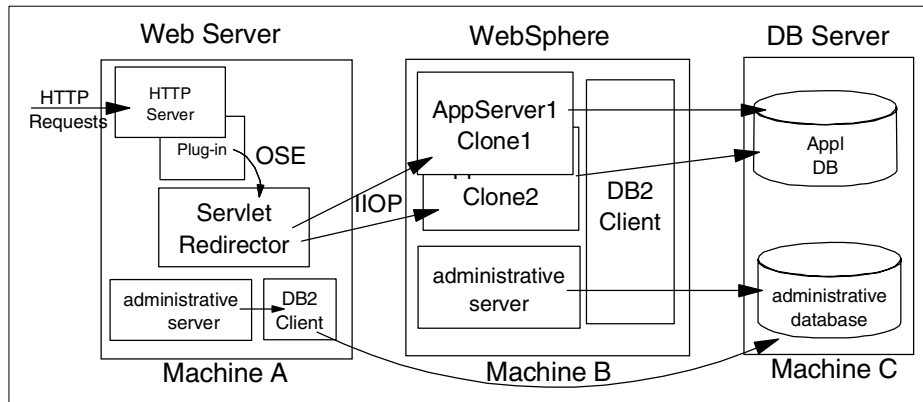 Web Server
WebSphere
DB Server
HTTP
Requests
HTTP
Server
Plug-in
OSE
Servlet
Redirector
IIOP
administrative
server
DB2
Client
Machine A
AppServer1
Clone1
Clone2
DB2
Client
administrative
server
Machine B
Appl
DB
administrative
database
Machine C